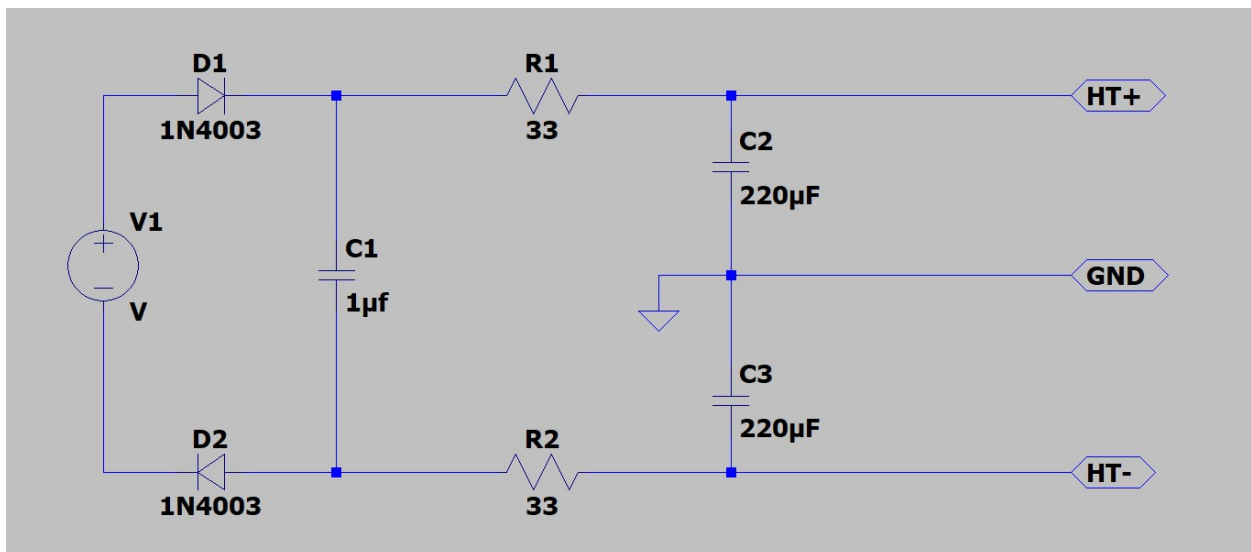 D1
1N4003
R1
33
HT+
C2
220µF
V1
V
C1
1µf
GND
C3
220µF
D2
1N4003
R2
33
HT-